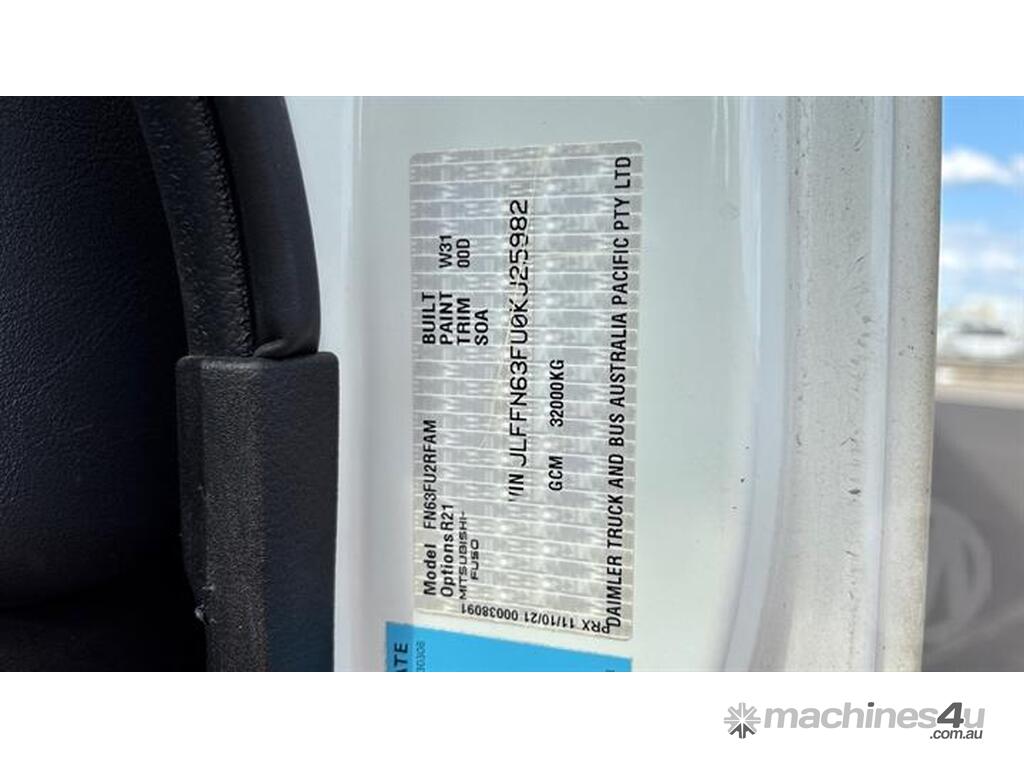 Model FN63FU2RFAM BUILT
Options R21 PAINT W31
MITSUBISHI TRIM 00D
FUSO SOA
VIN JLFFN63FU0KJ25982
GCM 32000KG
DAIMLER TRUCK AND BUS AUSTRALIA PACIFIC PTY LTD
PRX 11/10/21 00038091
machines4u
.com.au